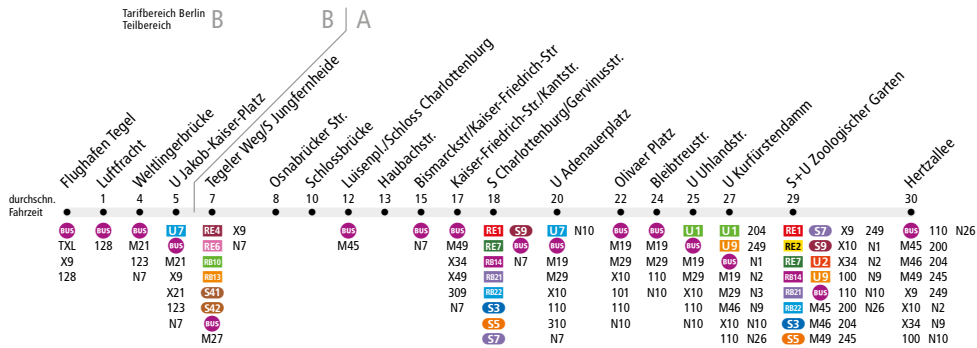 Tarifbereich Berlin
Teilbereich
B
B
A
Flughafen Tegel
Luftfracht
Weltlingerbrücke
U Jakob-Kaiser-Platz
Tegeler Weg/S Jungfernheide
Osnabrücker Str.
Schlossbrücke
Luisenpl./Schloss Charlottenburg
Haubachstr.
Bismarckstr/Kaiser-Friedrich-Str
Kaiser-Friedrich-Str./Kantstr.
S Charlottenburg/Gervinusstr.
U Adenauerplatz
Olivaer Platz
Bleibtreustr.
U Uhlandstr.
U Kurfürstendamm
S+U Zoologischer Garten
Hertzallee
durchschn. 1 4 5 7 8 10 12 13 15 17 18 20 22 24 25 27 29 30
Fahrzeit
BUS BUS BUS U7 RE4 X9 BUS BUS BUS RE1 S9 U7 N10 BUS BUS U1 U1 204 RE1 S7 X9 249 BUS 110 N26
TXL 128 M21 BUS RE6 N7 M45 N7 M49 RE7 BUS BUS M19 M19 BUS U9 249 RE2 S9 X10 N1 M45 200
X9 123 M21 RB10 X34 RB14 N7 M19 M29 M29 M19 BUS N1 RE7 U2 X34 N2 M46 204
128 N7 X9 RB13 X49 RB21 M29 X10 110 M29 M19 N2 RB14 U9 100 N9 M49 245
X21 S41 309 RB22 X10 101 N10 X10 M29 N3 RB21 BUS 110 N10 X9 249
123 S42 N7 S3 110 110 110 M46 N9 RB22 M45 200 N26 X10 N2
N7 BUS S5 310 N10 N10 X10 N10 S3 M46 204 X34 N9
M27 S7 N7 110 N26 S5 M49 245 100 N10